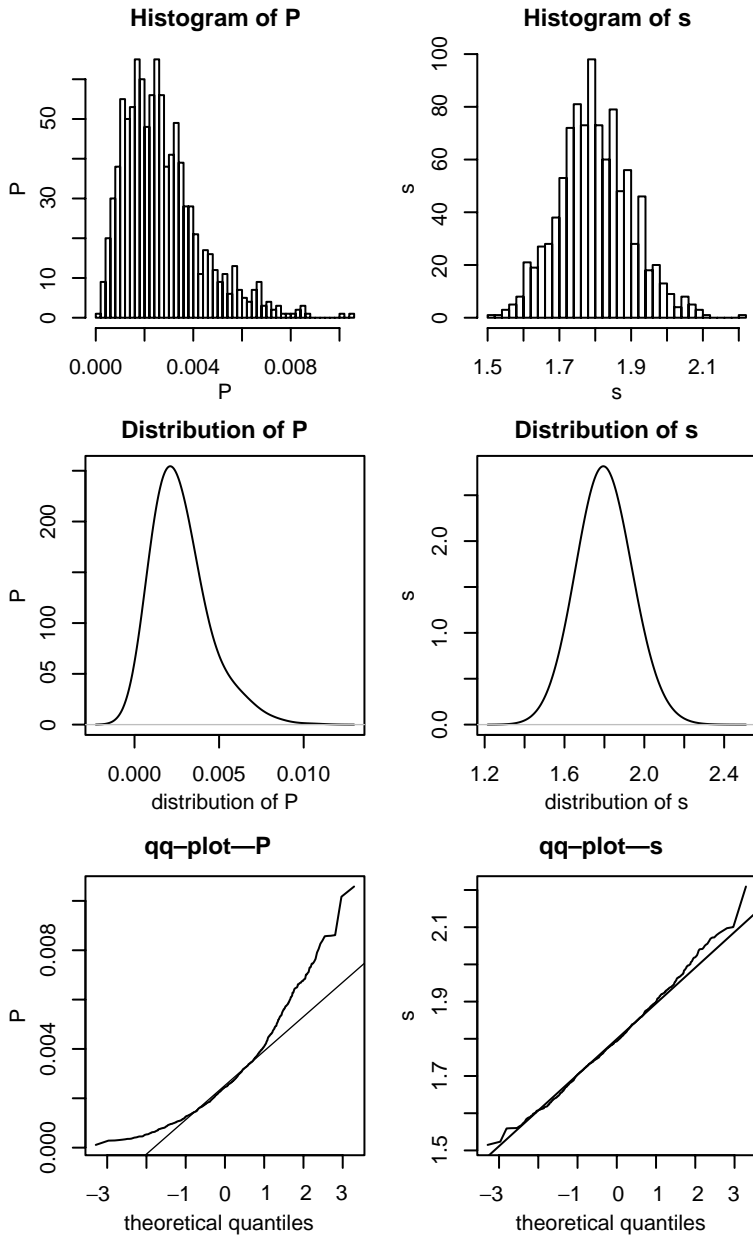 Histogram of P
Histogram of s
P
50
30
10
0
0.000
0.004
0.008
P
s
100
80
60
40
20
0
1.5
1.7
1.9
2.1
s
Distribution of P
Distribution of s
P
200
100
05
0
0.000
0.005
0.010
distribution of P
s
2.0
1.0
0.0
1.2
1.6
2.0
2.4
distribution of s
qq–plot—P
qq–plot—s
P
0.008
0.004
0.000
–3
–1
0
1
2
3
theoretical quantiles
s
2.1
1.9
1.7
1.5
–3
–1
0
1
2
3
theoretical quantiles